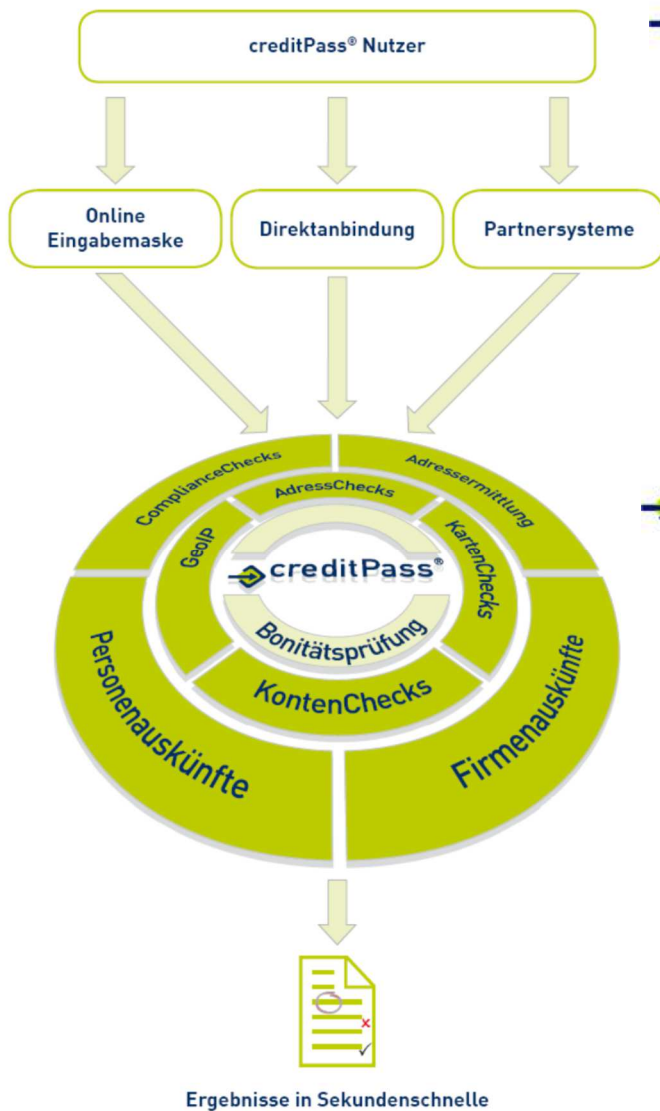 creditPass® Nutzer
Online
Eingabemaske
Direktanbindung
Partnersysteme
ComplianceChecks
Adressermittlung
AdressChecks
GeoIP
KartenChecks
creditPass®
Bonitätsprüfung
KontenChecks
Personenauskünfte
Firmenauskünfte
Ergebnisse in Sekundenschnelle